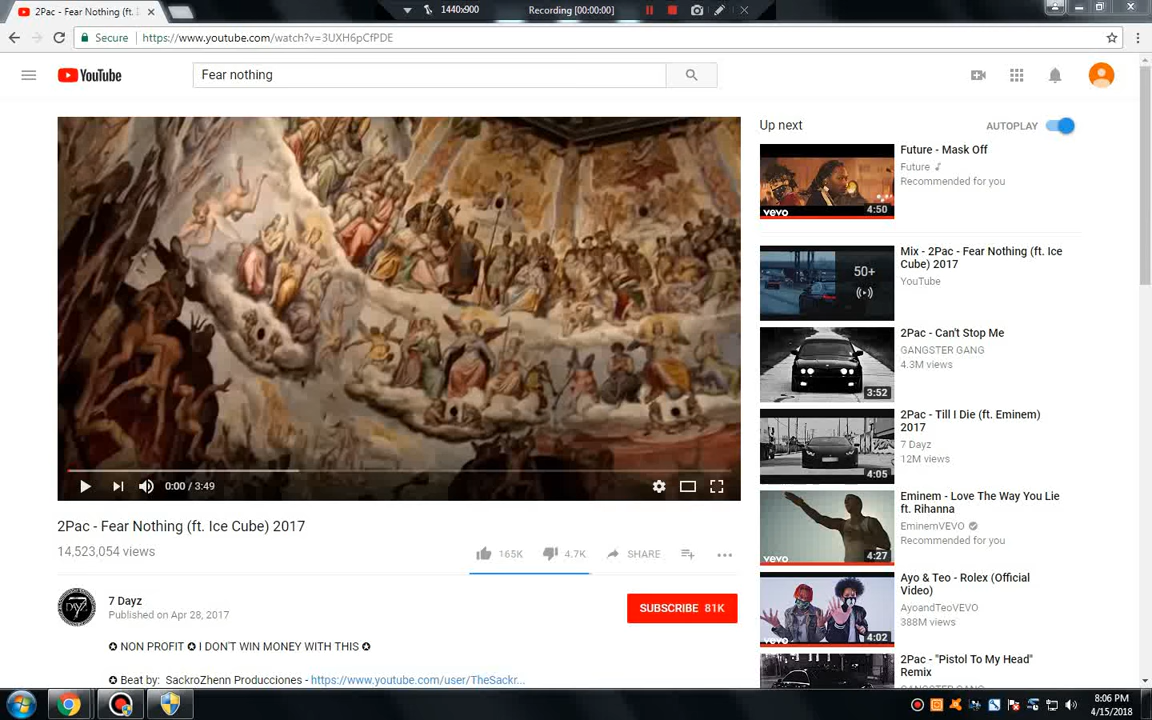 2Pac - Fear Nothing (ft. I
1440x900
Recording [00:00:00]
Secure
https://www.youtube.com/watch?v=3UXH6pCfPDE
YouTube
Fear nothing
Up next
AUTOPLAY
Future - Mask Off
Future
Recommended for you
vevo
4:50
Mix - 2Pac - Fear Nothing (ft. Ice
Cube) 2017
YouTube
50+
2Pac - Can't Stop Me
GANGSTER GANG
4.3M views
3:52
2Pac - Till I Die (ft. Eminem)
2017
7 Dayz
12M views
4:05
Eminem - Love The Way You Lie
ft. Rihanna
EminemVEVO
Recommended for you
vevo
4:27
Ayo & Teo - Rolex (Official
Video)
AyoandTeoVEVO
388M views
vevo
4:02
2Pac - "Pistol To My Head"
Remix
0:00 / 3:49
2Pac - Fear Nothing (ft. Ice Cube) 2017
14,523,054 views
165K
4.7K
SHARE
7 Dayz
Published on Apr 28, 2017
SUBSCRIBE 81K
✪ NON PROFIT ✪ I DON'T WIN MONEY WITH THIS ✪
✪ Beat by: SackroZhenn Producciones - https://www.youtube.com/user/TheSackr...
8:06 PM
4/15/2018